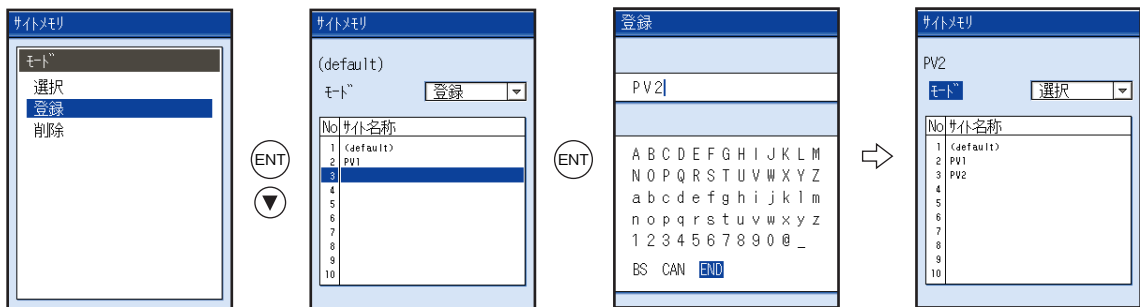 サイトメモリ
モード
選択
登録
削除
ENT
▼
サイトメモリ
(default)
モード 登録 ▼
No サイト名称
1 (default)
2 PV1
3
4
5
6
7
8
9
10
ENT
登録
PV2
A B C D E F G H I J K L M
N O P Q R S T U V W X Y Z
a b c d e f g h i j k l m
n o p q r s t u v w x y z
1 2 3 4 5 6 7 8 9 0 @ _
BS CAN END
サイトメモリ
PV2
モード 選択 ▼
No サイト名称
1 (default)
2 PV1
3 PV2
4
5
6
7
8
9
10